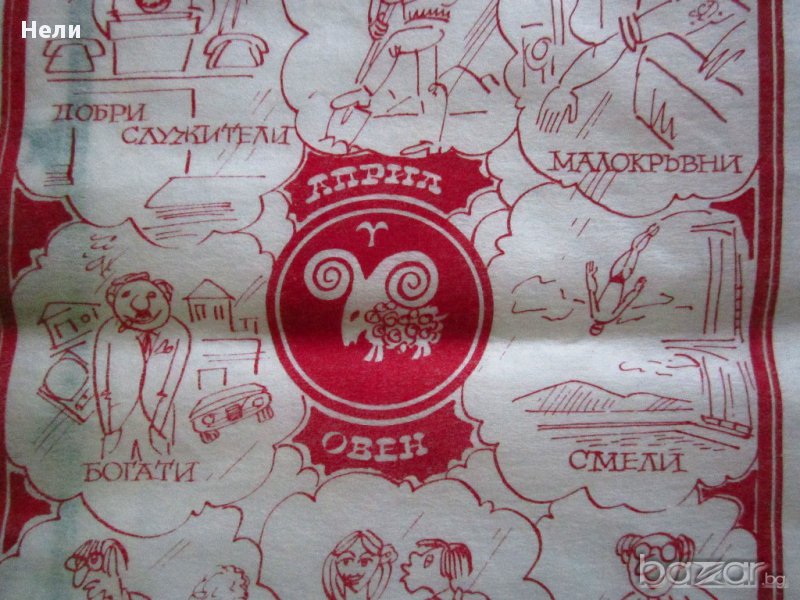 Нели
ДОБРИ
СЛУЖИТЕЛИ
МАЛОКРЪВНИ
АПРИЛ
БОГАТИ
ОВЕН
СМЕЛИ
bazar.bg